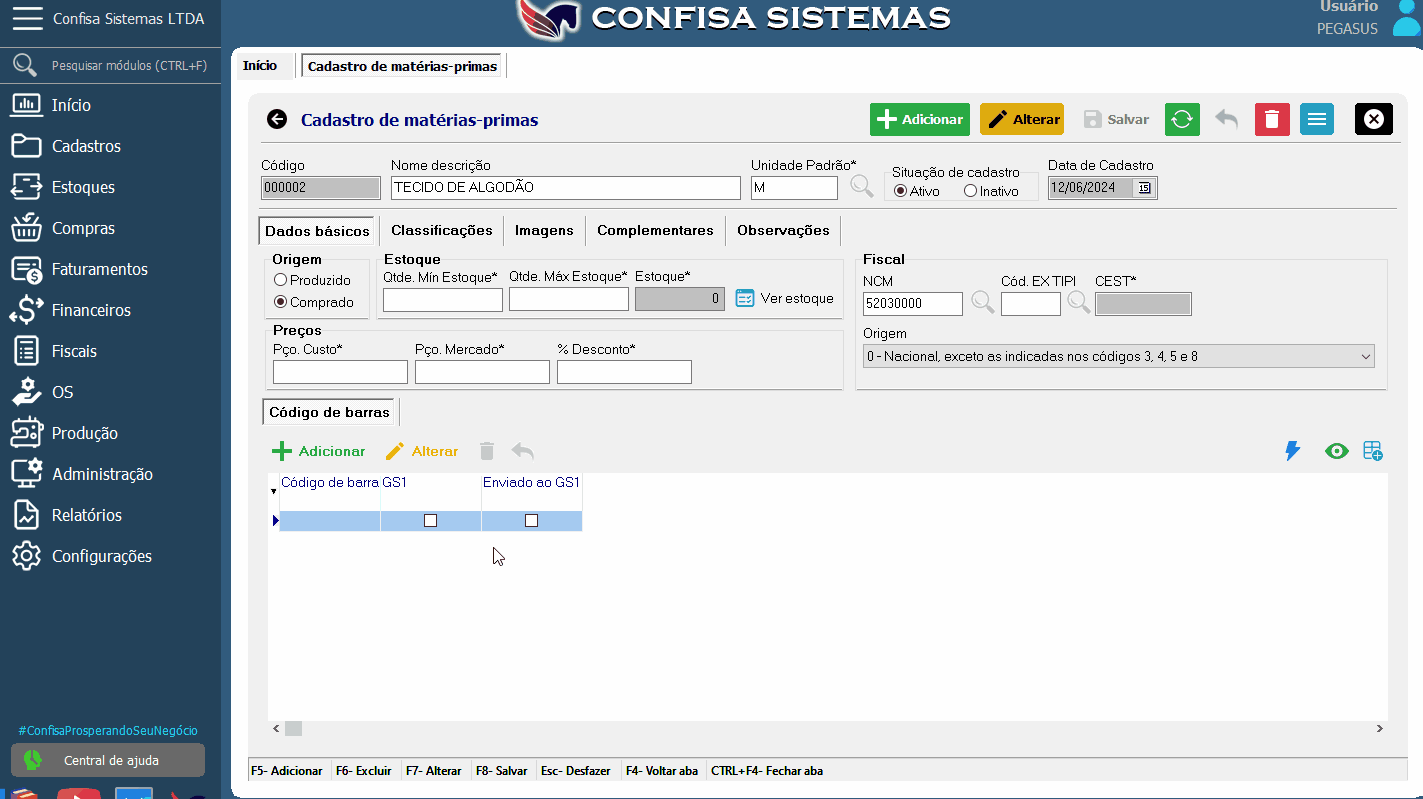 Confisa Sistemas LTDA
CONFISA SISTEMAS
Usuário
PEGASUS
Pesquisar módulos (CTRL+F)
Início
Cadastros
Estoques
Compras
Faturamentos
Financeiros
Fiscais
OS
Produção
Administração
Relatórios
Configurações
#ConfisaProsperandoSeuNegócio
Central de ajuda
Início
Cadastro de matérias-primas
Cadastro de matérias-primas
Adicionar
Alterar
Salvar
Código
Nome descrição
Unidade Padrão*
Situação de cadastro
Data de Cadastro
000002
TECIDO DE ALGODÃO
M
Ativo
Inativo
12/06/2024
15
Dados básicos
Classificações
Imagens
Complementares
Observações
Origem
Produzido
Comprado
Estoque
Qtde. Mín Estoque*
Qtde. Máx Estoque*
Estoque*
0
Ver estoque
Fiscal
NCM
Cód. EX TIPI
CEST*
52030000
Origem
0 - Nacional, exceto as indicadas nos códigos 3, 4, 5 e 8
Preços
Pço. Custo*
Pço. Mercado*
% Desconto*
Código de barras
Adicionar
Alterar
Código de barra
GS1
Enviado ao GS1
F5- Adicionar
F6- Excluir
F7- Alterar
F8- Salvar
Esc- Desfazer
F4- Voltar aba
CTRL+F4- Fechar aba